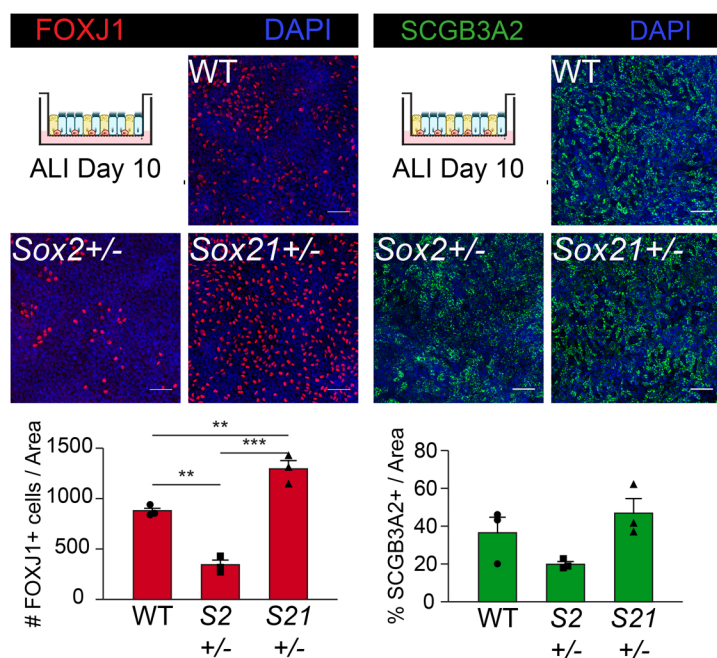 FOXJ1 DAPI SCGB3A2 DAPI
WT WT
ALI Day 10 ALI Day 10
Sox2+/- Sox21+/- Sox2+/- Sox21+/-
# FOXJ1+ cells / Area
1500
1000
500
0
**
**
***
WT S2 S21
+/- +/-
% SCGB3A2+ / Area
80
60
40
20
0
WT S2 S21
+/- +/-